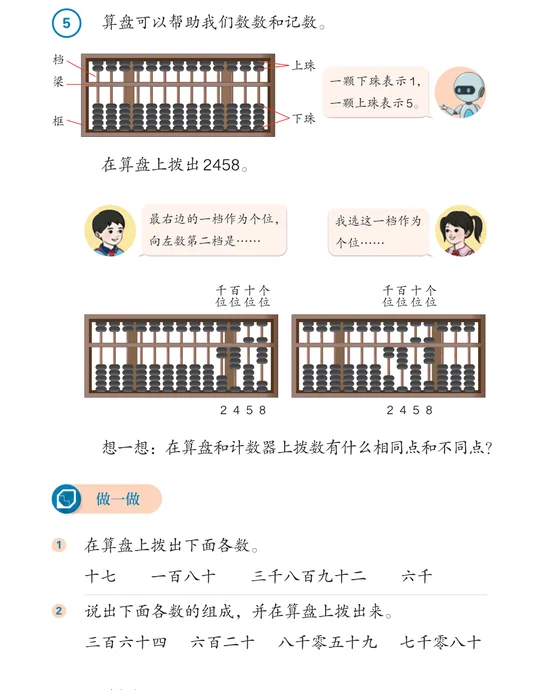 5 算盘可以帮助我们数数和记数。
档
梁
框
上珠
下珠
一颗下珠表示1，
一颗上珠表示5。
在算盘上拨出2458。
最右边的一档作为个位，
向左数第二档是……
我选这一档作为
个位……
千百十个
位位位位
千百十个
位位位位
2 4 5 8
2 4 5 8
想一想：在算盘和计数器上拨数有什么相同点和不同点？
做一做
1 在算盘上拨出下面各数。
十七 一百八十 三千八百九十二 六千
2 说出下面各数的组成，并在算盘上拨出来。
三百六十四 六百二十 八千零五十九 七千零八十